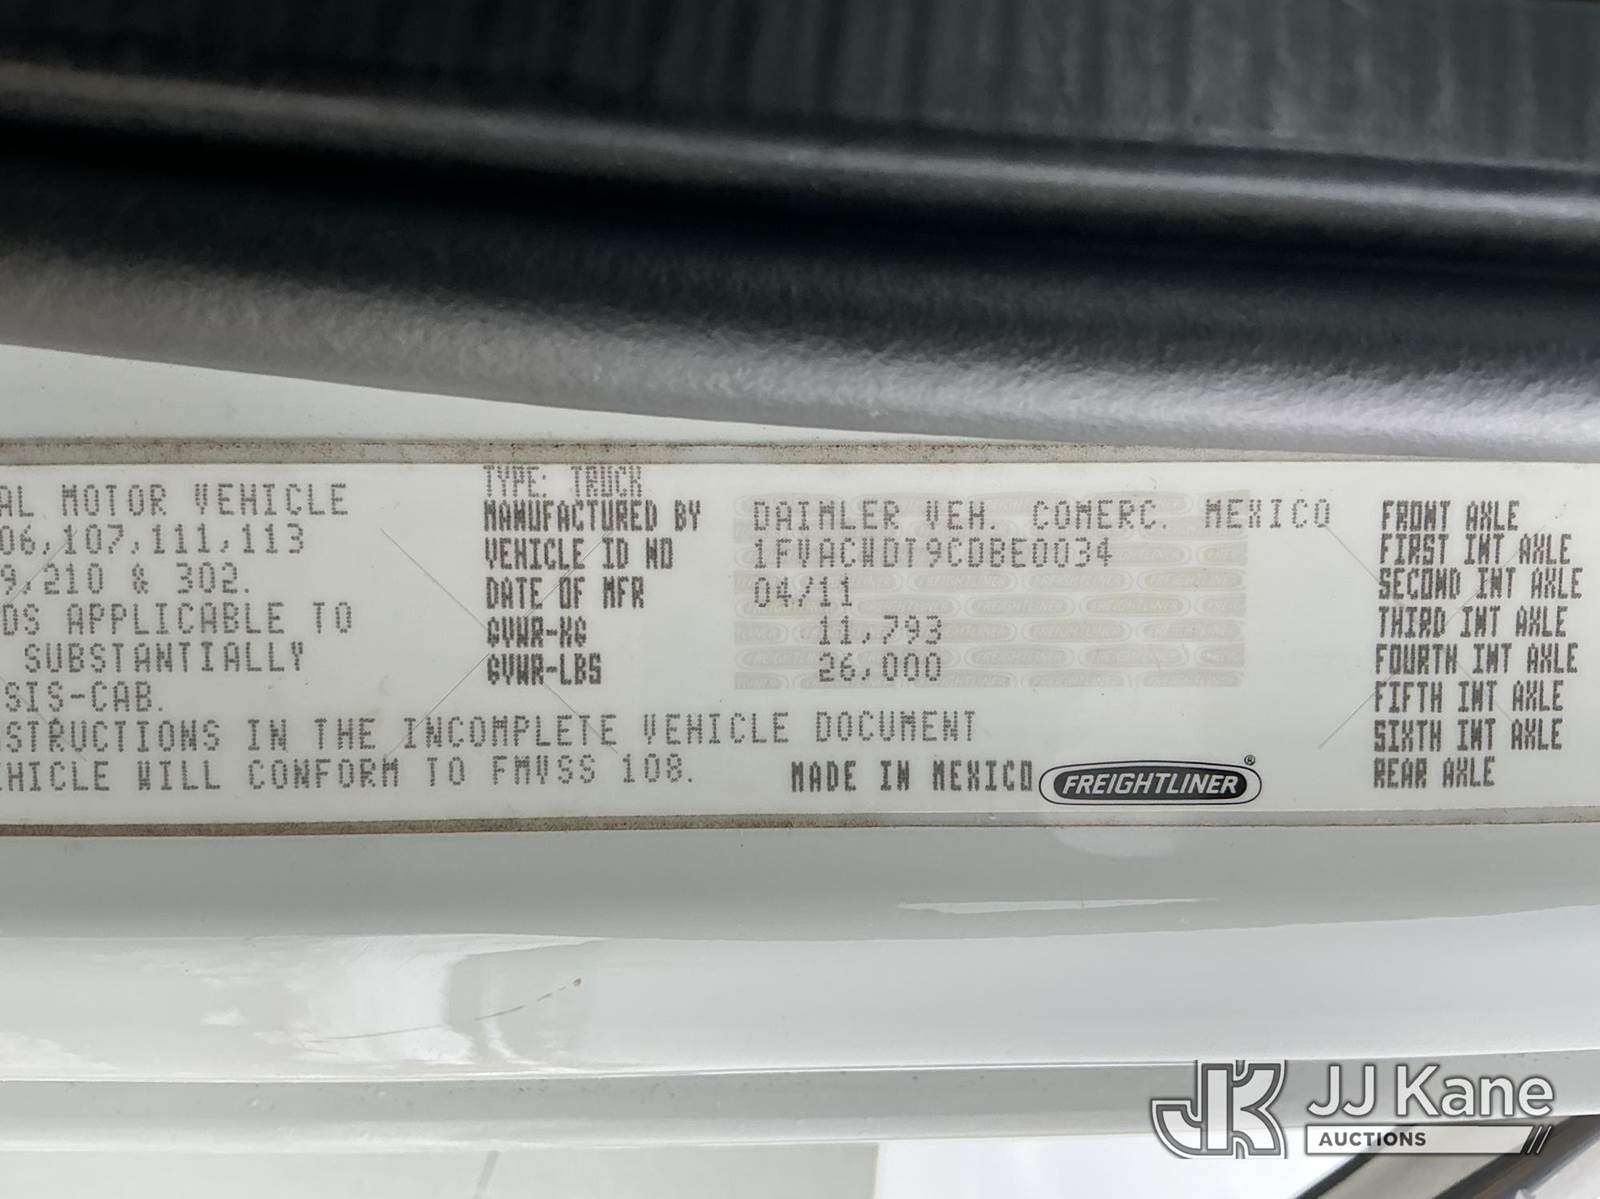 AL MOTOR VEHICLE
06,107,111,113
9,210 & 302.
DS APPLICABLE TO
SUBSTANTIALLY
SIS-CAB.
STRUCTIONS IN THE INCOMPLETE VEHICLE DOCUMENT
HICLE WILL CONFORM TO FMVSS 108.
TYPE: TRUCK
MANUFACTURED BY DAIMLER VEH. COMERC. MEXICO
VEHICLE ID NO 1FVACWDT9CDBE0034
DATE OF MFR 04/11
GVWR-KG 11,793
GVWR-LBS 26,000
MADE IN MEXICO FREIGHTLINER®
FRONT AXLE
FIRST INT AXLE
SECOND INT AXLE
THIRD INT AXLE
FOURTH INT AXLE
FIFTH INT AXLE
SIXTH INT AXLE
REAR AXLE
JK JJ Kane
AUCTIONS